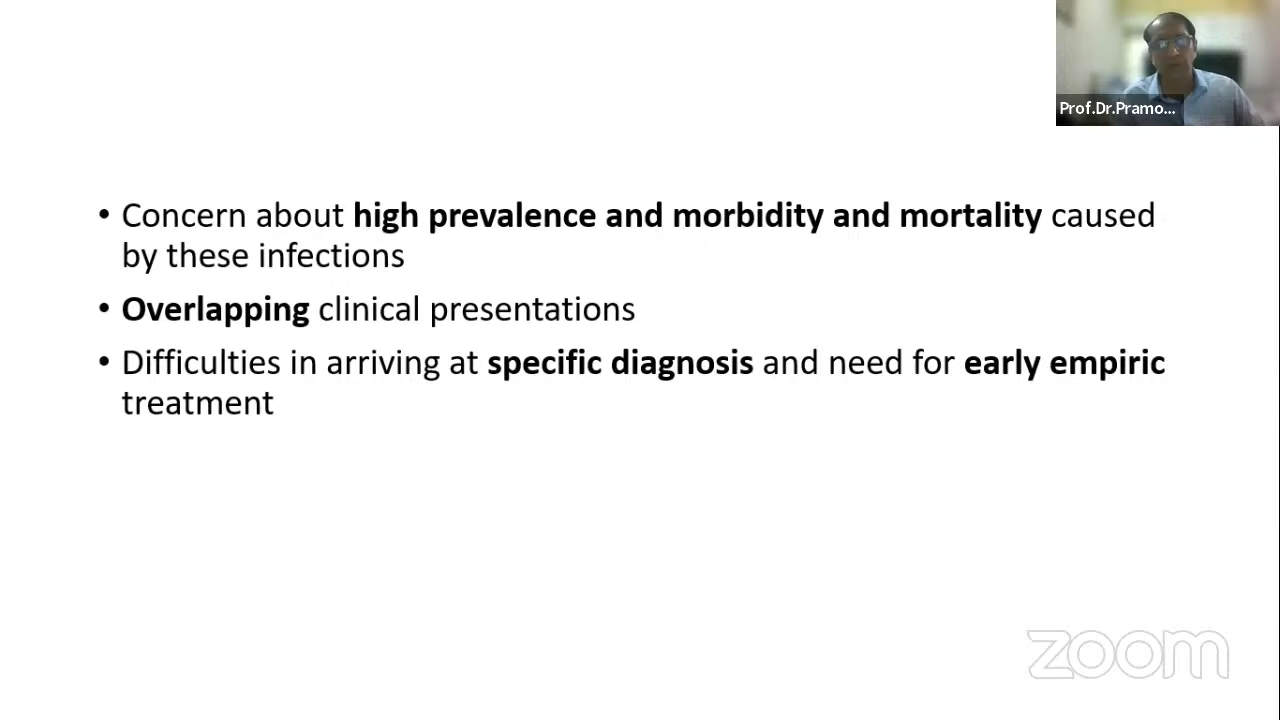 Prof.Dr.Pramo...
• Concern about high prevalence and morbidity and mortality caused
by these infections
• Overlapping clinical presentations
• Difficulties in arriving at specific diagnosis and need for early empiric
treatment
zoom